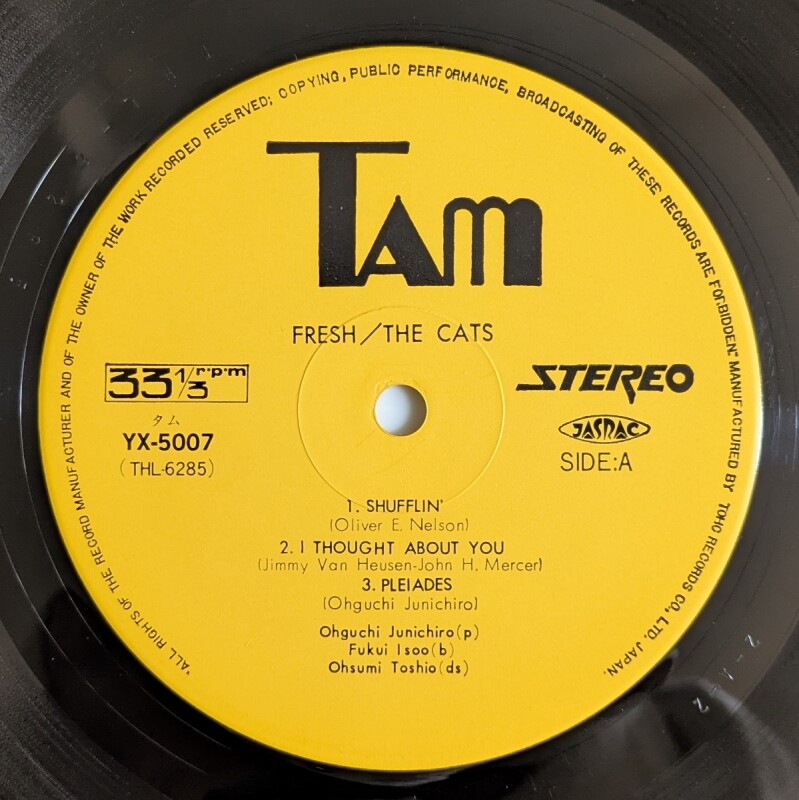 "ALL RIGHTS OF THE RECORD MANUFACTURER AND OF THE OWNER OF THE WORK RECORDED RESERVED; COPYING, PUBLIC PERFORMANCE, BROADCASTING OF THESE RECORDS ARE FORBIDDEN." MANUFACTURED BY TOHO RECORDS CO., LTD. JAPAN.
TAM
FRESH/THE CATS
33 1/3 r·p·m
STEREO
タム
YX-5007
(THL-6285)
JASRAC
SIDE:A
1. SHUFFLIN'
(Oliver E. Nelson)
2. I THOUGHT ABOUT YOU
(Jimmy Van Heusen-John H. Mercer)
3. PLEIADES
(Ohguchi Junichiro)
Ohguchi Junichiro(p)
Fukui Isoo(b)
Ohsumi Toshio(ds)